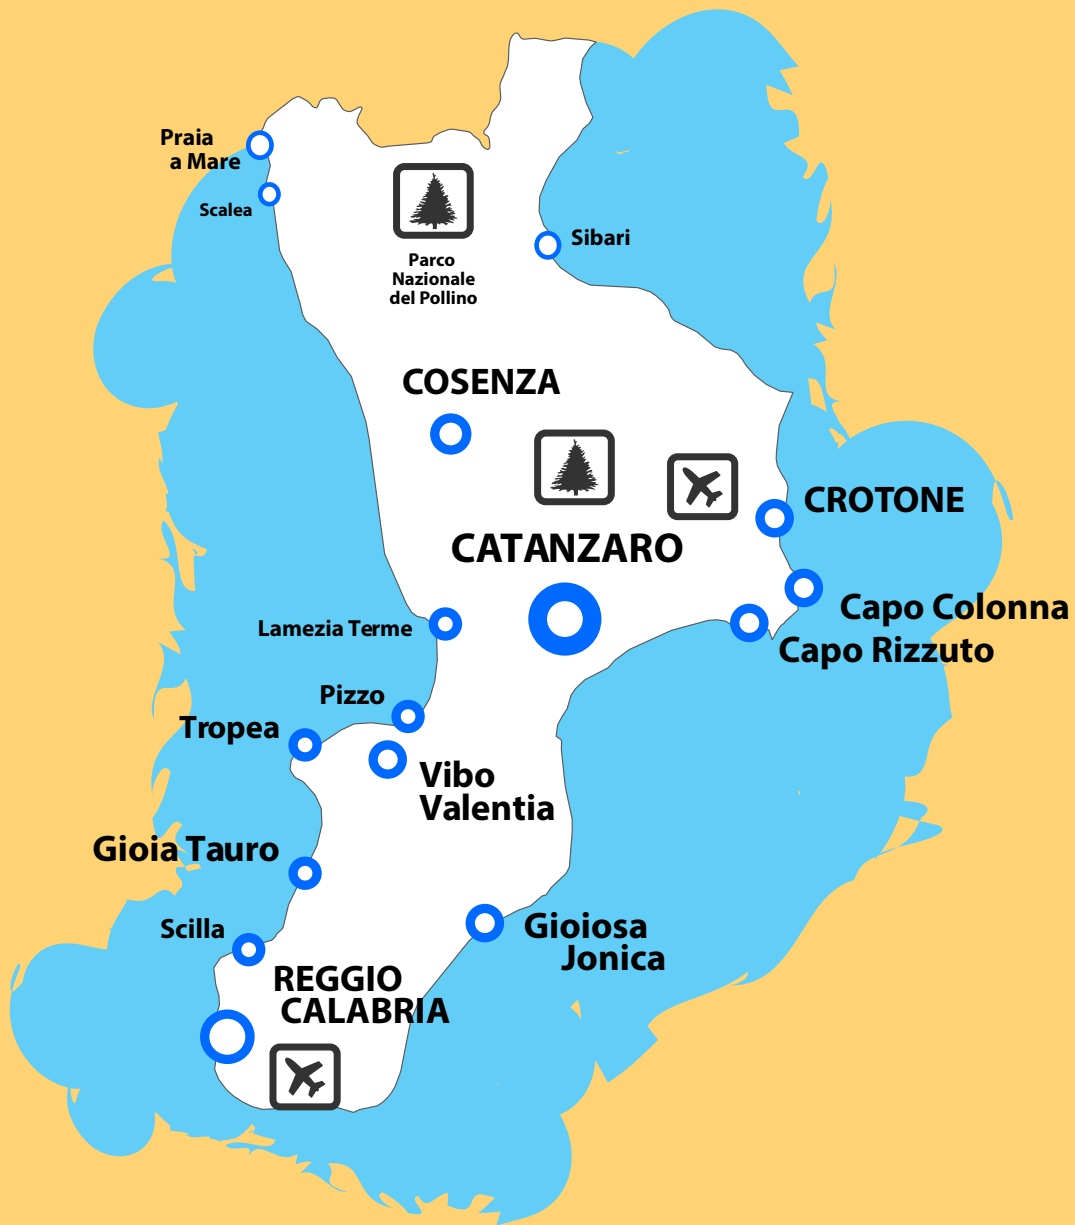 Praia
a Mare
Scalea
Sibari
Parco
Nazionale
del Pollino
COSENZA
CROTONE
CATANZARO
Capo Colonna
Capo Rizzuto
Lamezia Terme
Pizzo
Tropea
Vibo
Valentia
Gioia Tauro
Scilla
Gioiosa
Jonica
REGGIO
CALABRIA